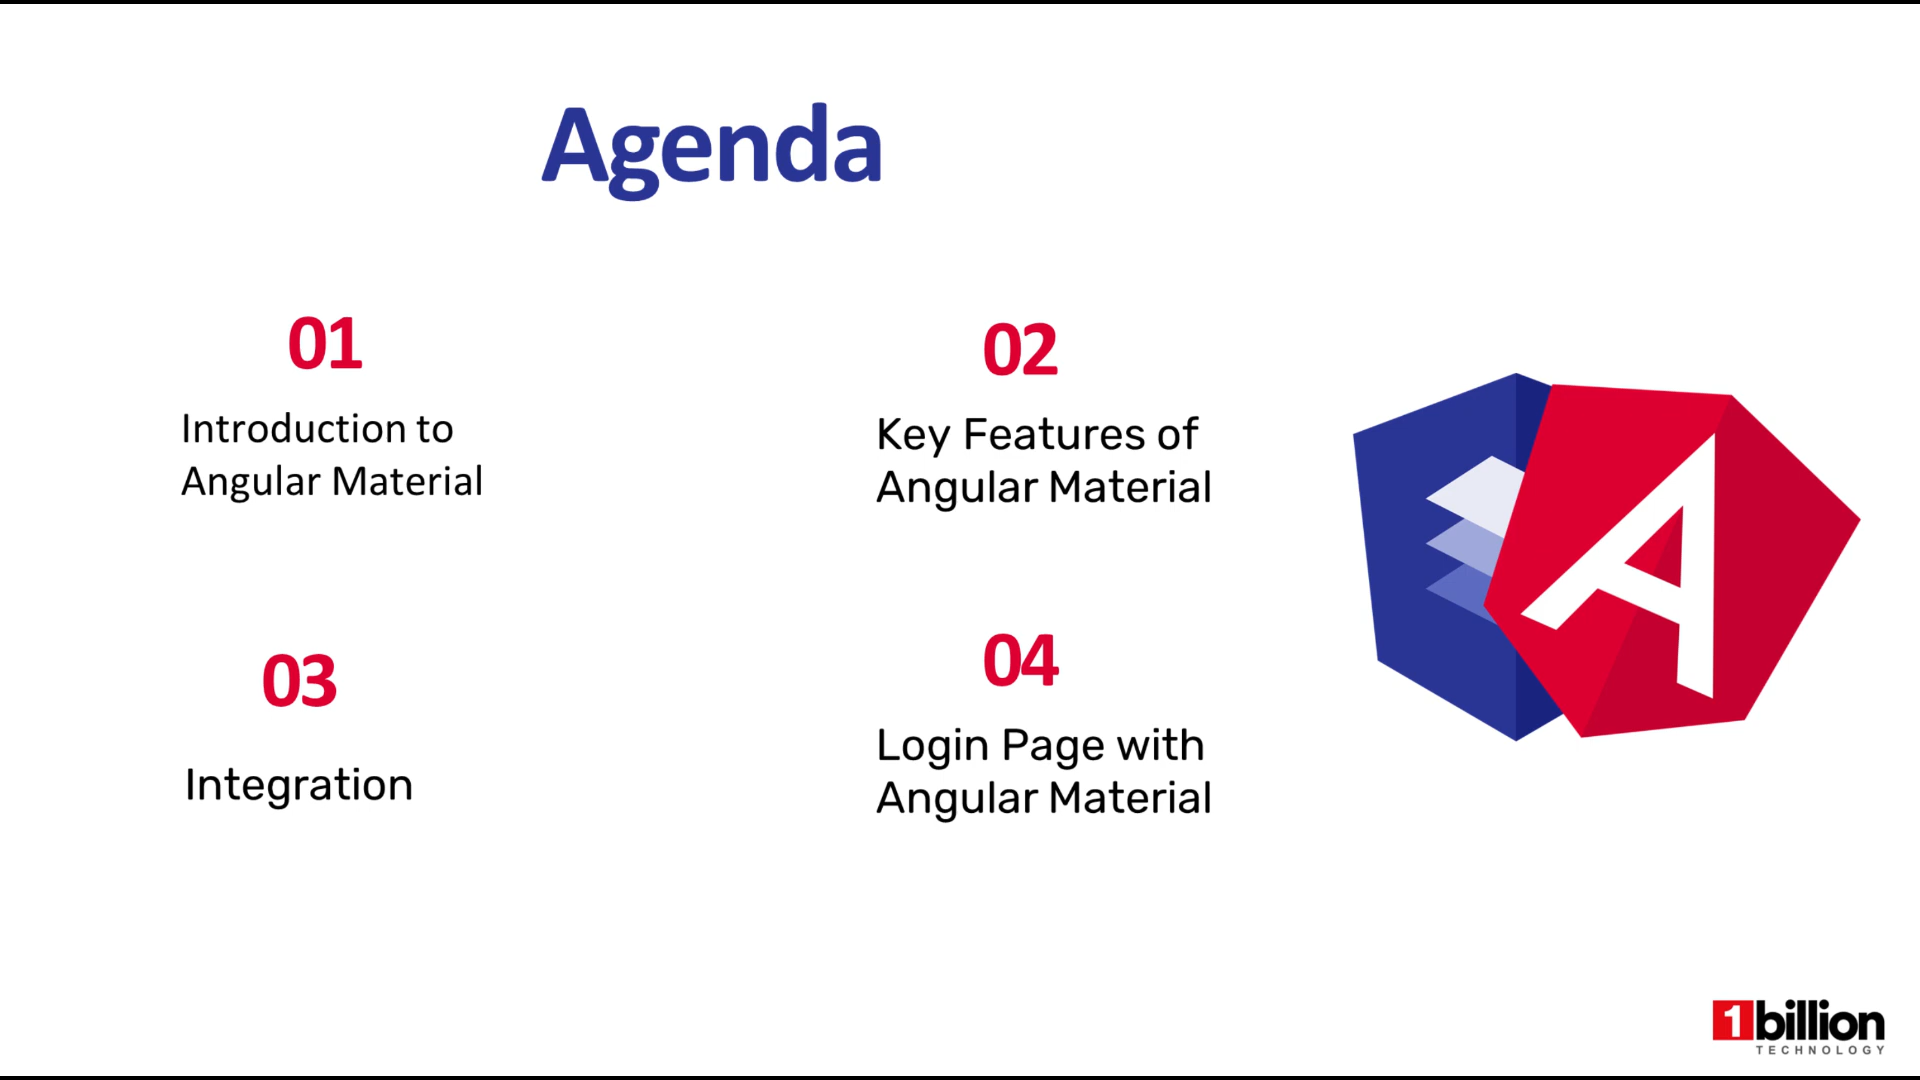 Agenda
01
Introduction to
Angular Material
02
Key Features of
Angular Material
03
Integration
04
Login Page with
Angular Material
A
1billion
TECHNOLOGY